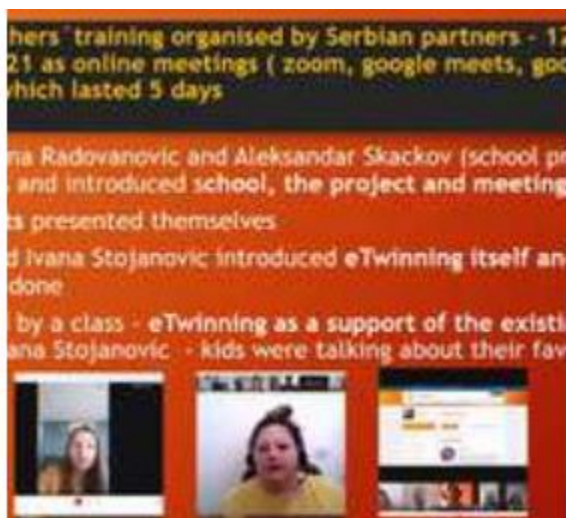 hers´ training organised by Serbian partners - 12
21 as online meetings ( zoom, google meets, goo
which lasted 5 days
na Radovanovic and Aleksandar Skackov (school pr
s and introduced school, the project and meeting
ts presented themselves
d Ivana Stojanovic introduced eTwinning itself an
done
l by a class - eTwinning as a support of the existi
ana Stojanovic - kids were talking about their fav